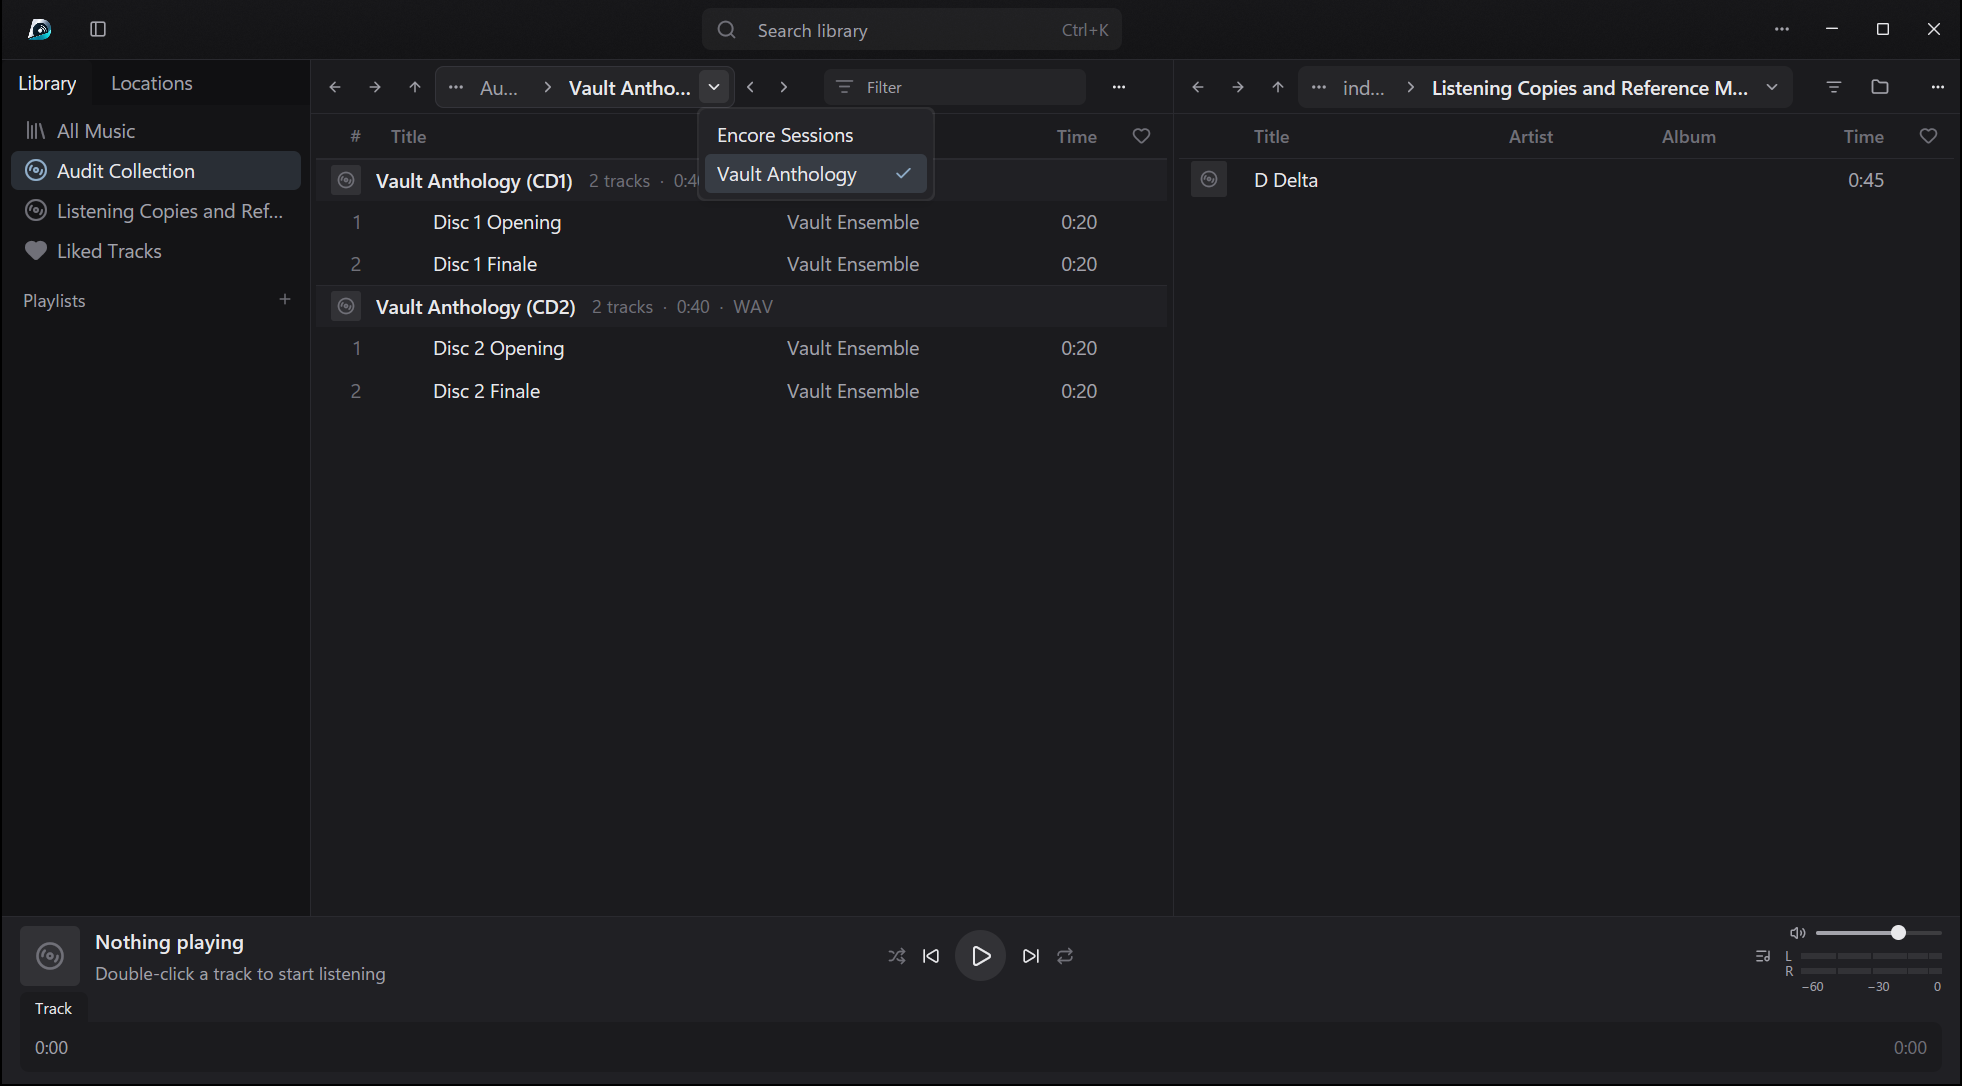 Search library Ctrl+K
Library Locations
All Music
Audit Collection
Listening Copies and Ref...
Liked Tracks
Playlists
Au... Vault Antho... Filter
Encore Sessions
Vault Anthology
# Title Time
Vault Anthology (CD1) 2 tracks ·
1 Disc 1 Opening Vault Ensemble 0:20
2 Disc 1 Finale Vault Ensemble 0:20
Vault Anthology (CD2) 2 tracks · 0:40 · WAV
1 Disc 2 Opening Vault Ensemble 0:20
2 Disc 2 Finale Vault Ensemble 0:20
ind... Listening Copies and Reference M...
Title Artist Album Time
D Delta 0:45
Nothing playing
Double-click a track to start listening
L
R
-60 -30 0
Track
0:00 0:00